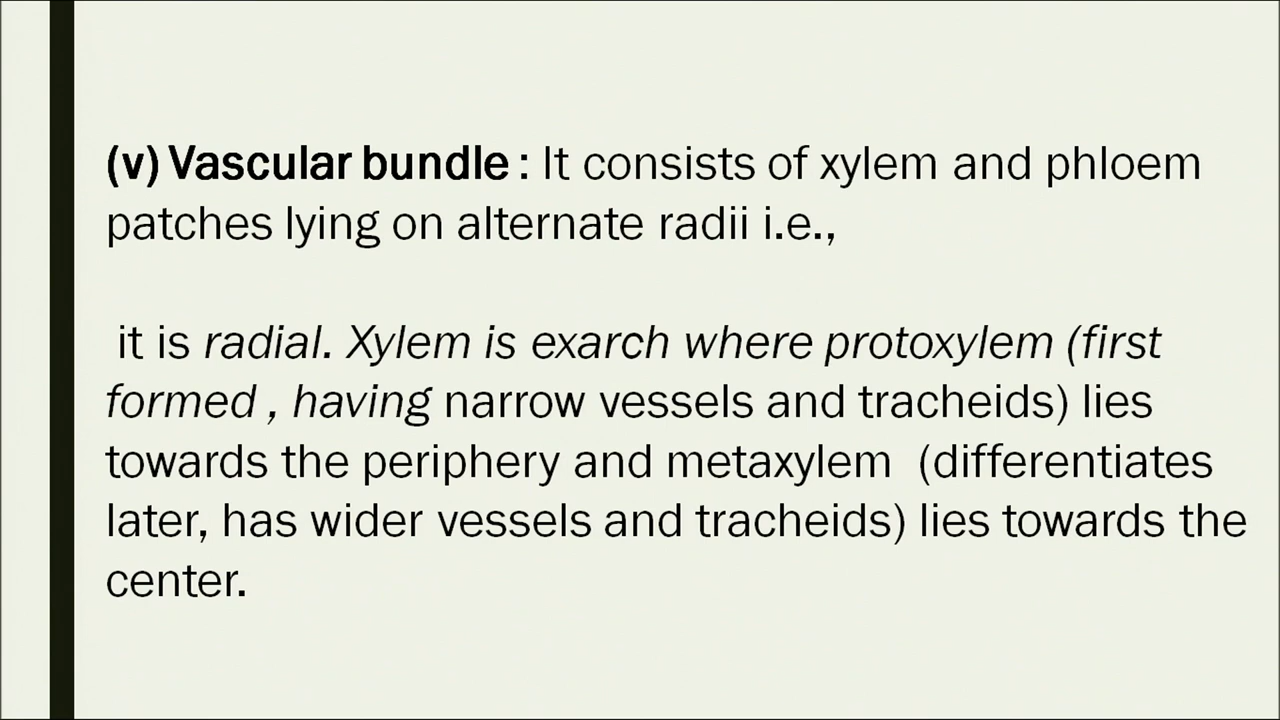 (v) Vascular bundle : It consists of xylem and phloem
patches lying on alternate radii i.e.,
it is radial. Xylem is exarch where protoxylem (first
formed , having narrow vessels and tracheids) lies
towards the periphery and metaxylem (differentiates
later, has wider vessels and tracheids) lies towards the
center.